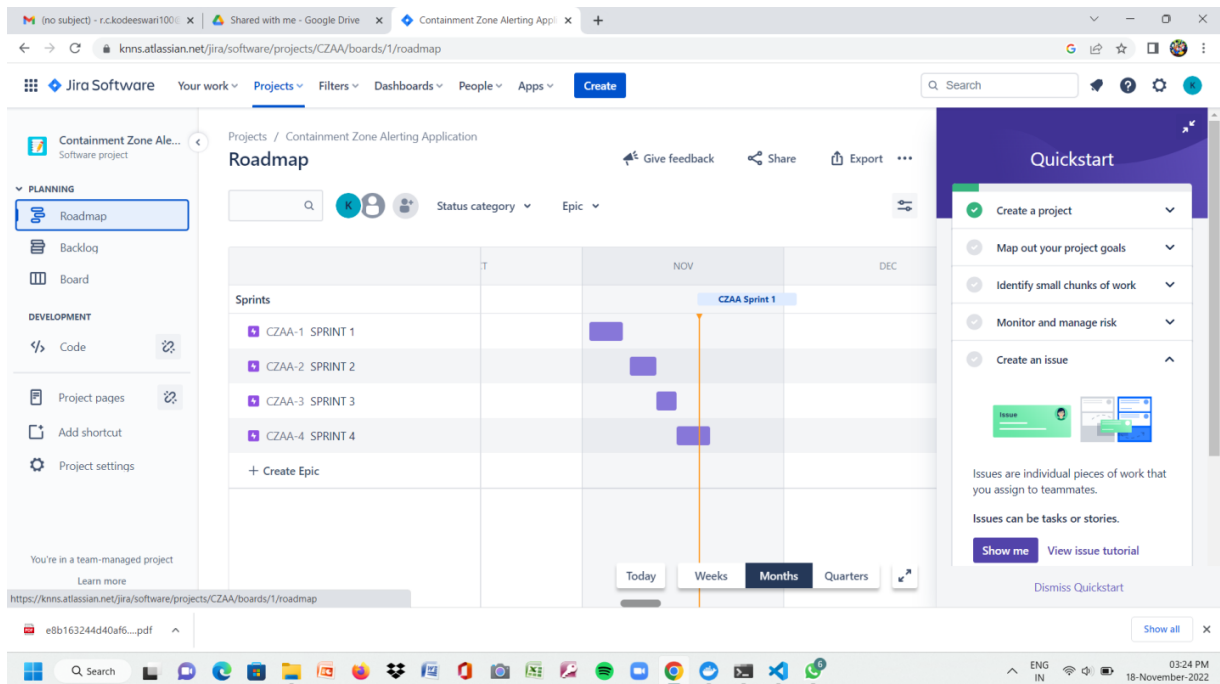 (no subject) - r.c.kodeeswari1006
Shared with me - Google Drive
Containment Zone Alerting Appli
knns.atlassian.net/jira/software/projects/CZAA/boards/1/roadmap
Jira Software Your work Projects Filters Dashboards People Apps Create Search
K
Containment Zone Ale...
Software project
PLANNING
Roadmap
Backlog
Board
DEVELOPMENT
Code
Project pages
Add shortcut
Project settings
You're in a team-managed project
Learn more
https://knns.atlassian.net/jira/software/projects/CZAA/boards/1/roadmap
Projects / Containment Zone Alerting Application
Roadmap
Give feedback Share Export
K Status category Epic
NOV DEC
Sprints
CZAA Sprint 1
CZAA-1 SPRINT 1
CZAA-2 SPRINT 2
CZAA-3 SPRINT 3
CZAA-4 SPRINT 4
+ Create Epic
Today Weeks Months Quarters
Quickstart
Create a project
Map out your project goals
Identify small chunks of work
Monitor and manage risk
Create an issue
Issue
Issues are individual pieces of work that
you assign to teammates.
Issues can be tasks or stories.
Show me View issue tutorial
Dismiss Quickstart
e8b163244d40af6....pdf
Show all
Search
6
ENG
IN
03:24 PM
18-November-2022